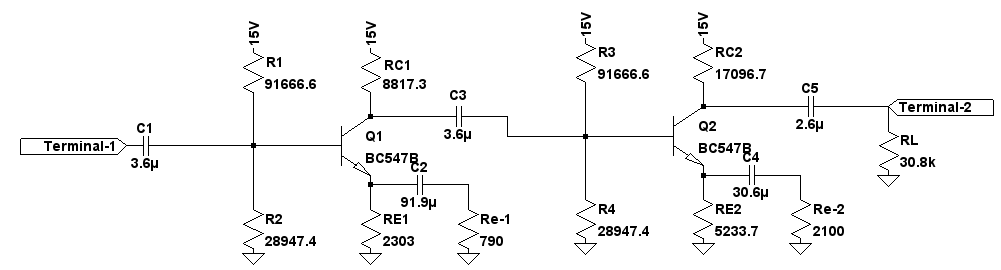 15V
15V
15V
15V
R1
91666.6
RC1
8817.3
R3
91666.6
RC2
17096.7
C3
3.6µ
C5
2.6µ
Terminal-2
C1
3.6µ
Terminal-1
Q1
BC547B
Q2
BC547B
RL
30.8k
C2
91.9µ
C4
30.6µ
R2
28947.4
RE1
2303
Re-1
790
R4
28947.4
RE2
5233.7
Re-2
2100